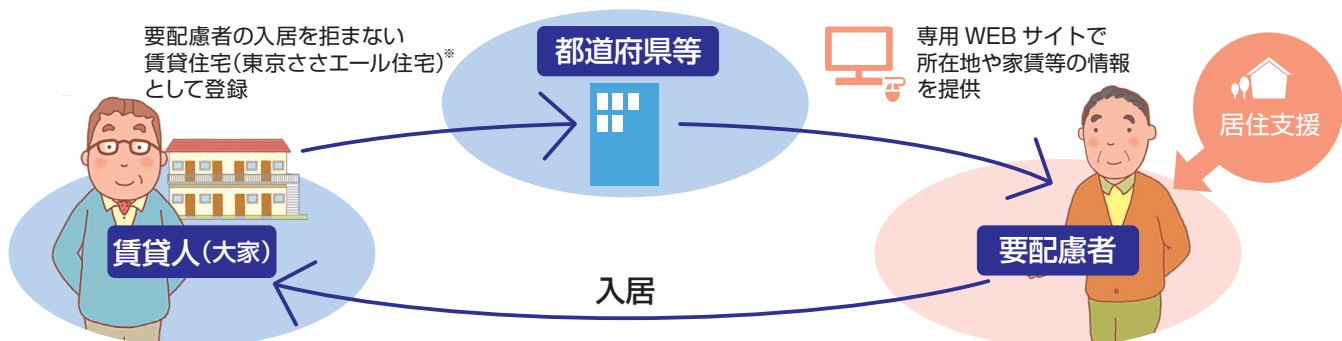 要配慮者の入居を拒まない
賃貸住宅(東京ささエール住宅)※
として登録
都道府県等
専用 WEB サイトで
所在地や家賃等の情報
を提供
居住支援
賃貸人(大家)
要配慮者
入居